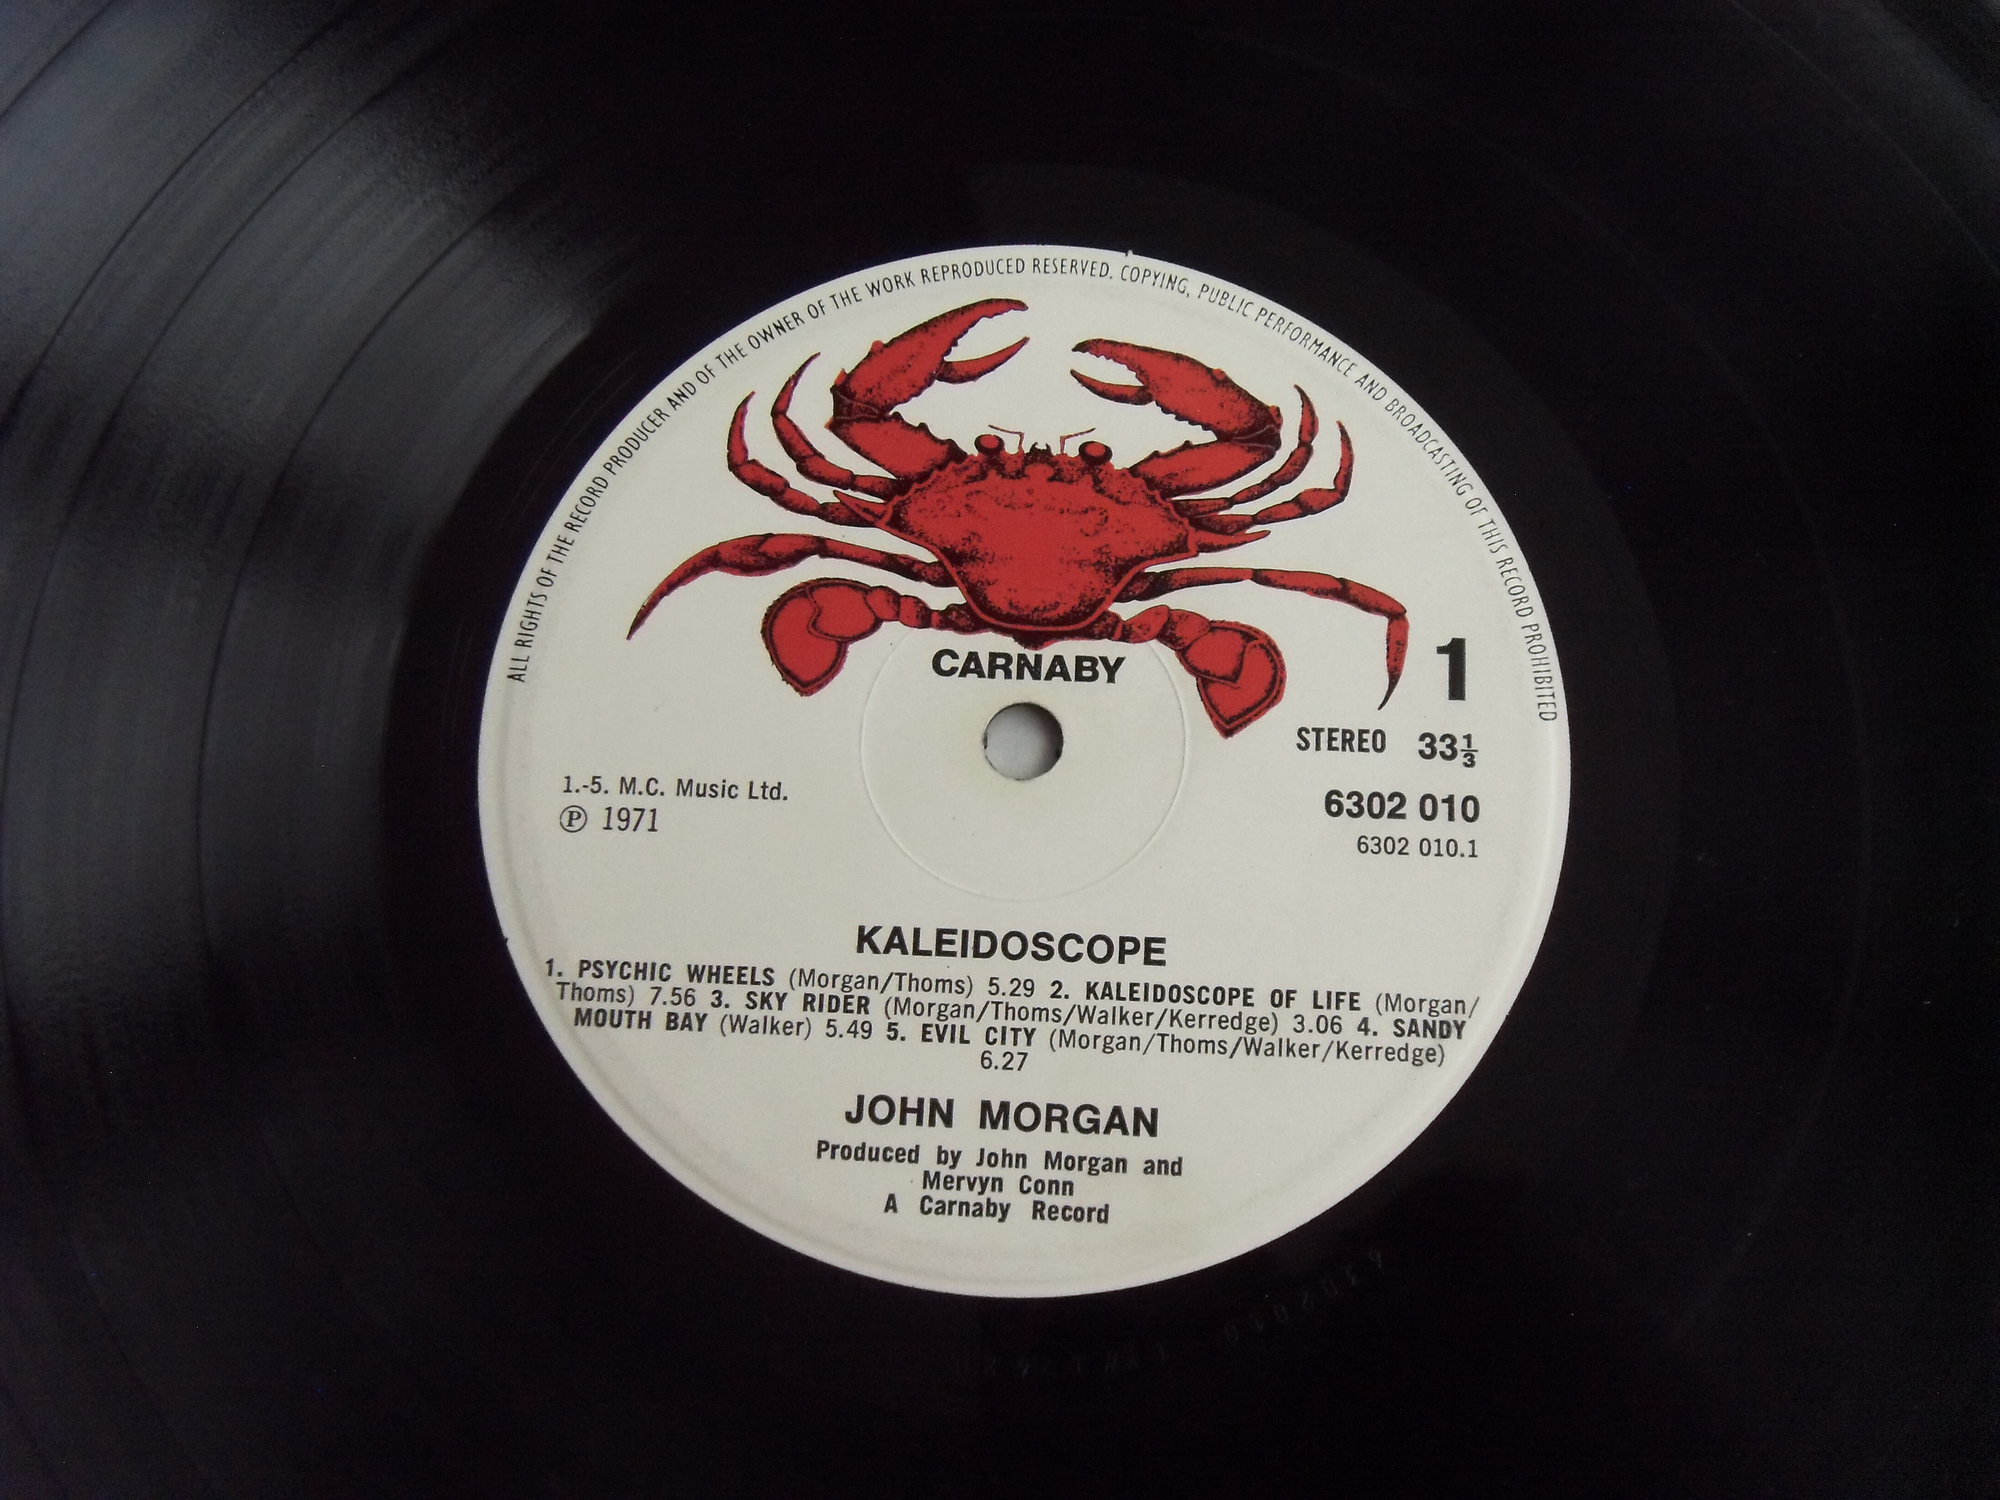 ALL RIGHTS OF THE RECORD PRODUCER AND OF THE OWNER OF THE WORK REPRODUCED RESERVED. COPYING, PUBLIC PERFORMANCE AND BROADCASTING OF THIS RECORD PROHIBITED
CARNABY
1
STEREO 33⅓
1.-5. M.C. Music Ltd.
Ⓟ 1971
6302 010
6302 010.1
KALEIDOSCOPE
1. PSYCHIC WHEELS (Morgan/Thoms) 5.29 2. KALEIDOSCOPE OF LIFE (Morgan/
Thoms) 7.56 3. SKY RIDER (Morgan/Thoms/Walker/Kerredge) 3.06 4. SANDY
MOUTH BAY (Walker) 5.49 5. EVIL CITY (Morgan/Thoms/Walker/Kerredge)
6.27
JOHN MORGAN
Produced by John Morgan and
Mervyn Conn
A Carnaby Record